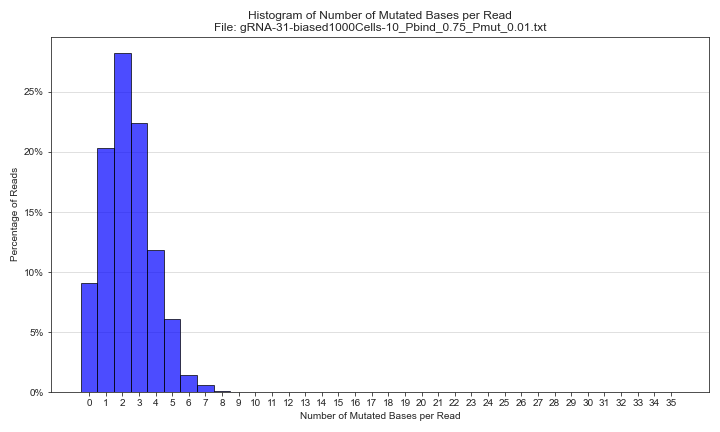 Histogram of Number of Mutated Bases per Read
File: gRNA-31-biased1000Cells-10_Pbind_0.75_Pmut_0.01.txt
Percentage of Reads
25%
20%
15%
10%
5%
0%
0 1 2 3 4 5 6 7 8 9 10 11 12 13 14 15 16 17 18 19 20 21 22 23 24 25 26 27 28 29 30 31 32 33 34 35
Number of Mutated Bases per Read